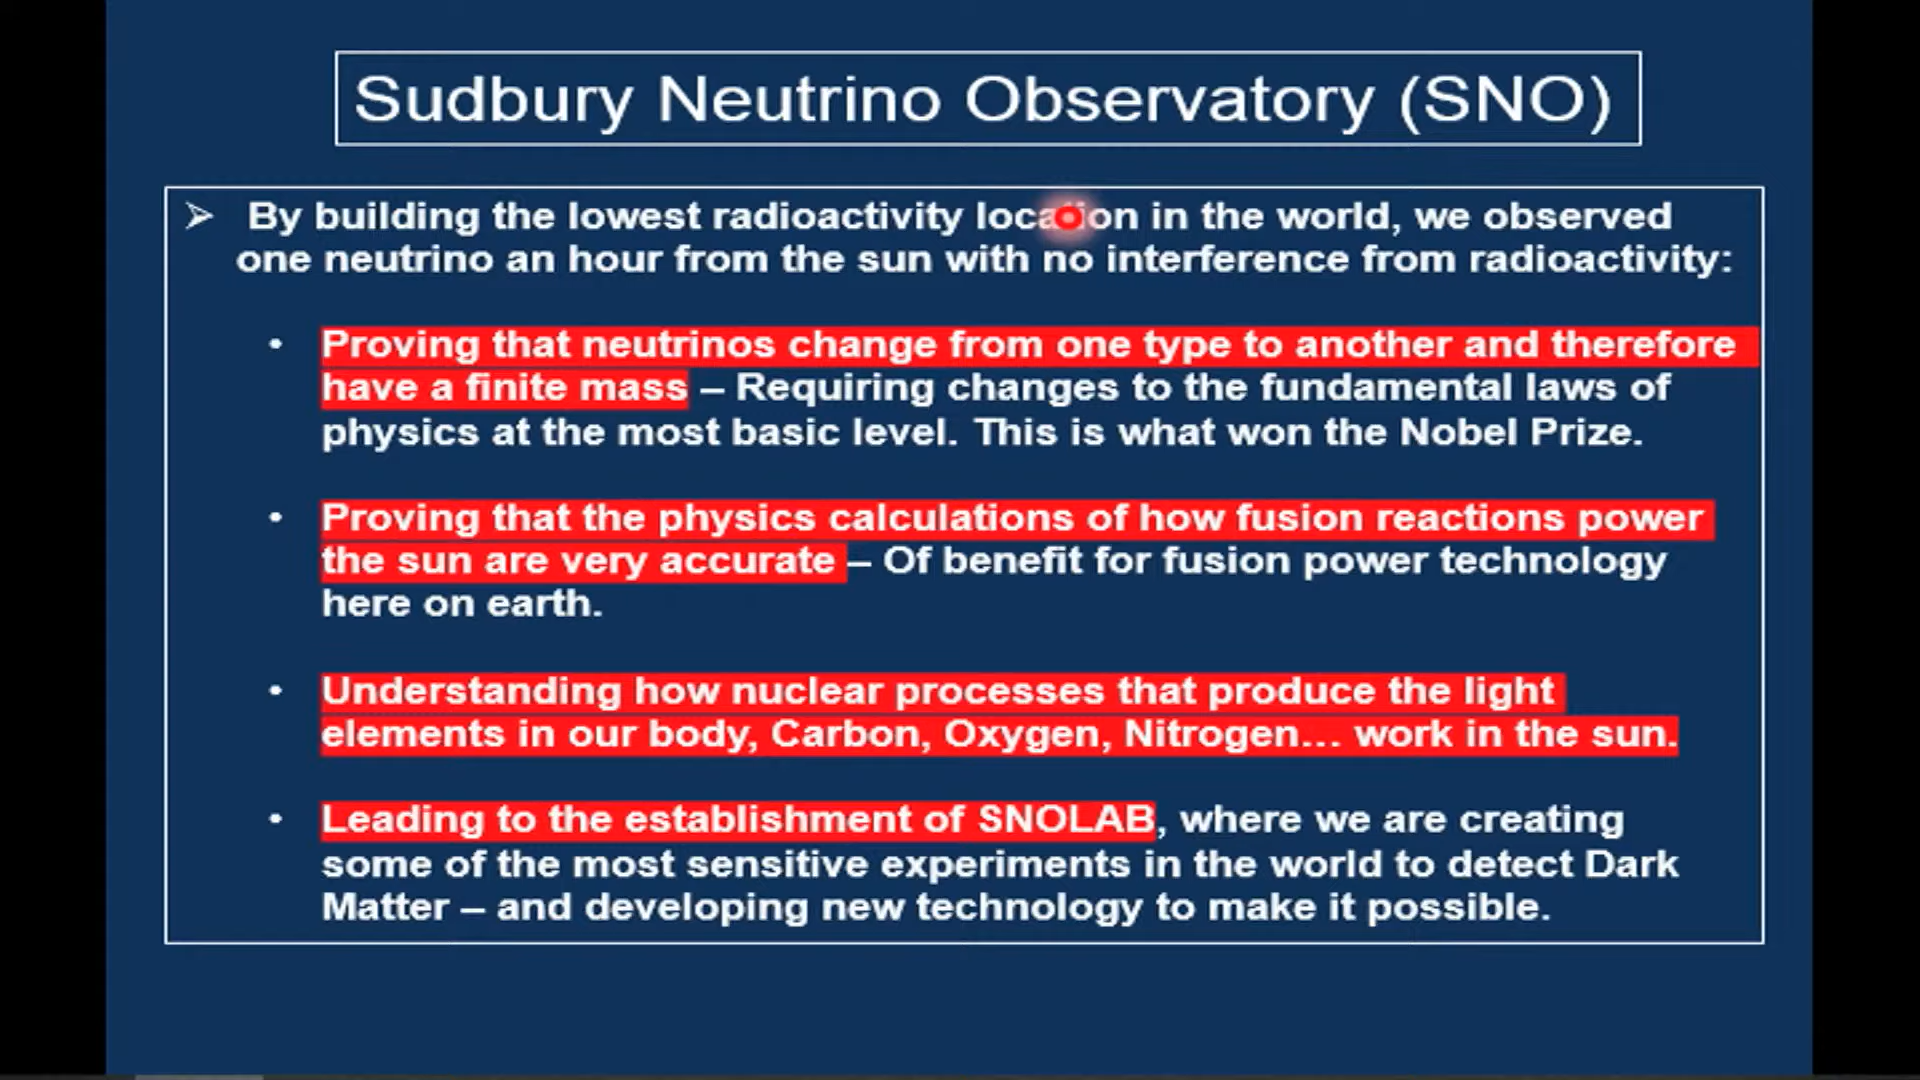 Sudbury Neutrino Observatory (SNO)
➢ By building the lowest radioactivity location in the world, we observed
one neutrino an hour from the sun with no interference from radioactivity:
• Proving that neutrinos change from one type to another and therefore
have a finite mass – Requiring changes to the fundamental laws of
physics at the most basic level. This is what won the Nobel Prize.
• Proving that the physics calculations of how fusion reactions power
the sun are very accurate – Of benefit for fusion power technology
here on earth.
• Understanding how nuclear processes that produce the light
elements in our body, Carbon, Oxygen, Nitrogen... work in the sun.
• Leading to the establishment of SNOLAB, where we are creating
some of the most sensitive experiments in the world to detect Dark
Matter – and developing new technology to make it possible.